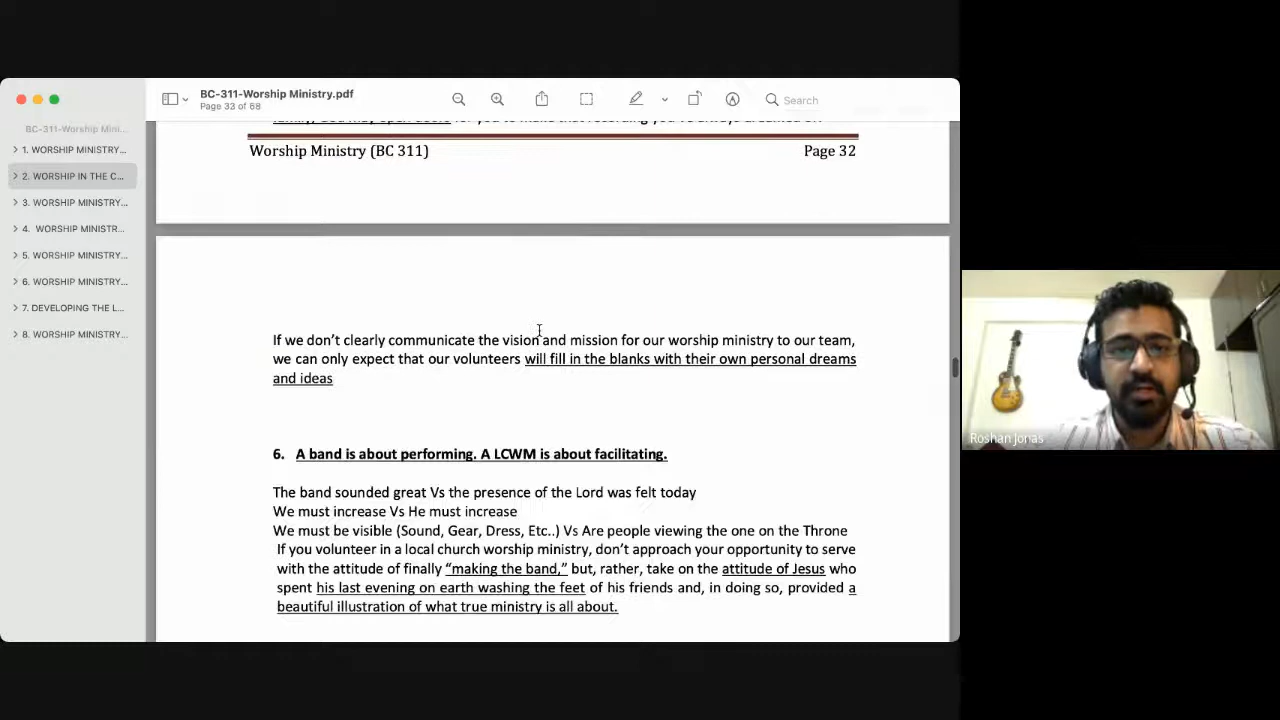 BC-311-Worship Ministry.pdf
Page 33 of 68
Search
BC-311-Worship Mini...
1. WORSHIP MINISTRY...
2. WORSHIP IN THE C...
3. WORSHIP MINISTRY...
4. WORSHIP MINISTR...
5. WORSHIP MINISTRY...
6. WORSHIP MINISTRY...
7. DEVELOPING THE L...
8. WORSHIP MINISTRY...
Worship Ministry (BC 311) Page 32
If we don't clearly communicate the vision and mission for our worship ministry to our team,
we can only expect that our volunteers will fill in the blanks with their own personal dreams
and ideas
6. A band is about performing. A LCWM is about facilitating.
The band sounded great Vs the presence of the Lord was felt today
We must increase Vs He must increase
We must be visible (Sound, Gear, Dress, Etc..) Vs Are people viewing the one on the Throne
If you volunteer in a local church worship ministry, don't approach your opportunity to serve
with the attitude of finally "making the band," but, rather, take on the attitude of Jesus who
spent his last evening on earth washing the feet of his friends and, in doing so, provided a
beautiful illustration of what true ministry is all about.
Roshan Jonas